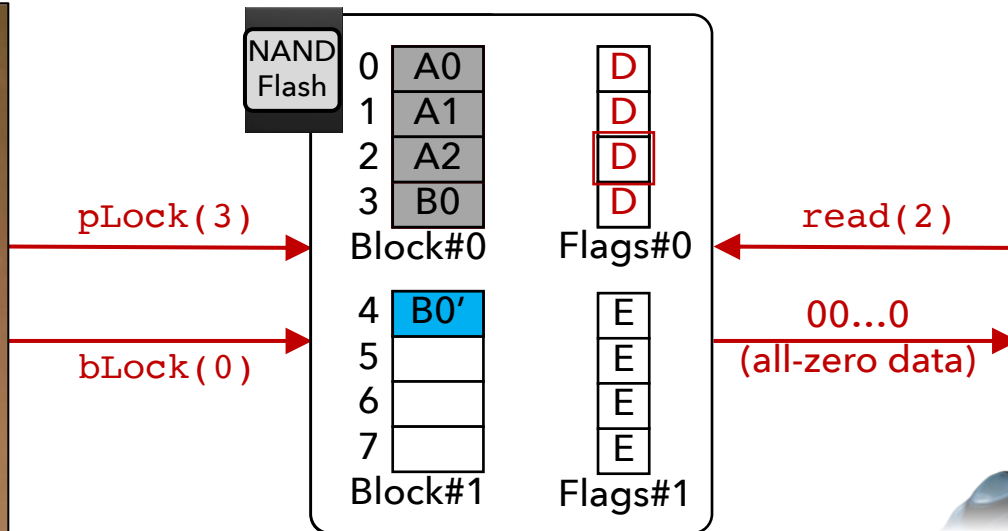 NAND
Flash
0 A0 D
1 A1 D
2 A2 D
3 B0 D
Block#0 Flags#0
pLock(3)
bLock(0)
read(2)
00...0
(all-zero data)
4 B0’ E
5 E
6 E
7 E
Block#1 Flags#1